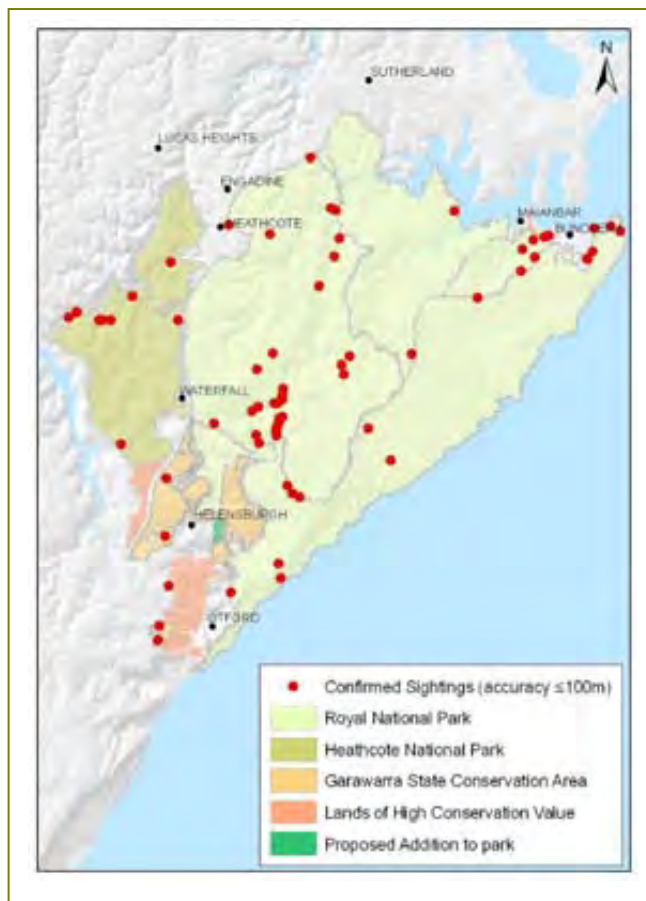 N
SUTHERLAND
LUCAS HEIGHTS
ENGADINE
HEATHCOTE
MAIANBAR
WATERFALL
HELENSBURGH
OTFORD
Confirmed Sightings (accuracy ≤100m)
Royal National Park
Heathcote National Park
Garawarra State Conservation Area
Lands of High Conservation Value
Proposed Addition to park